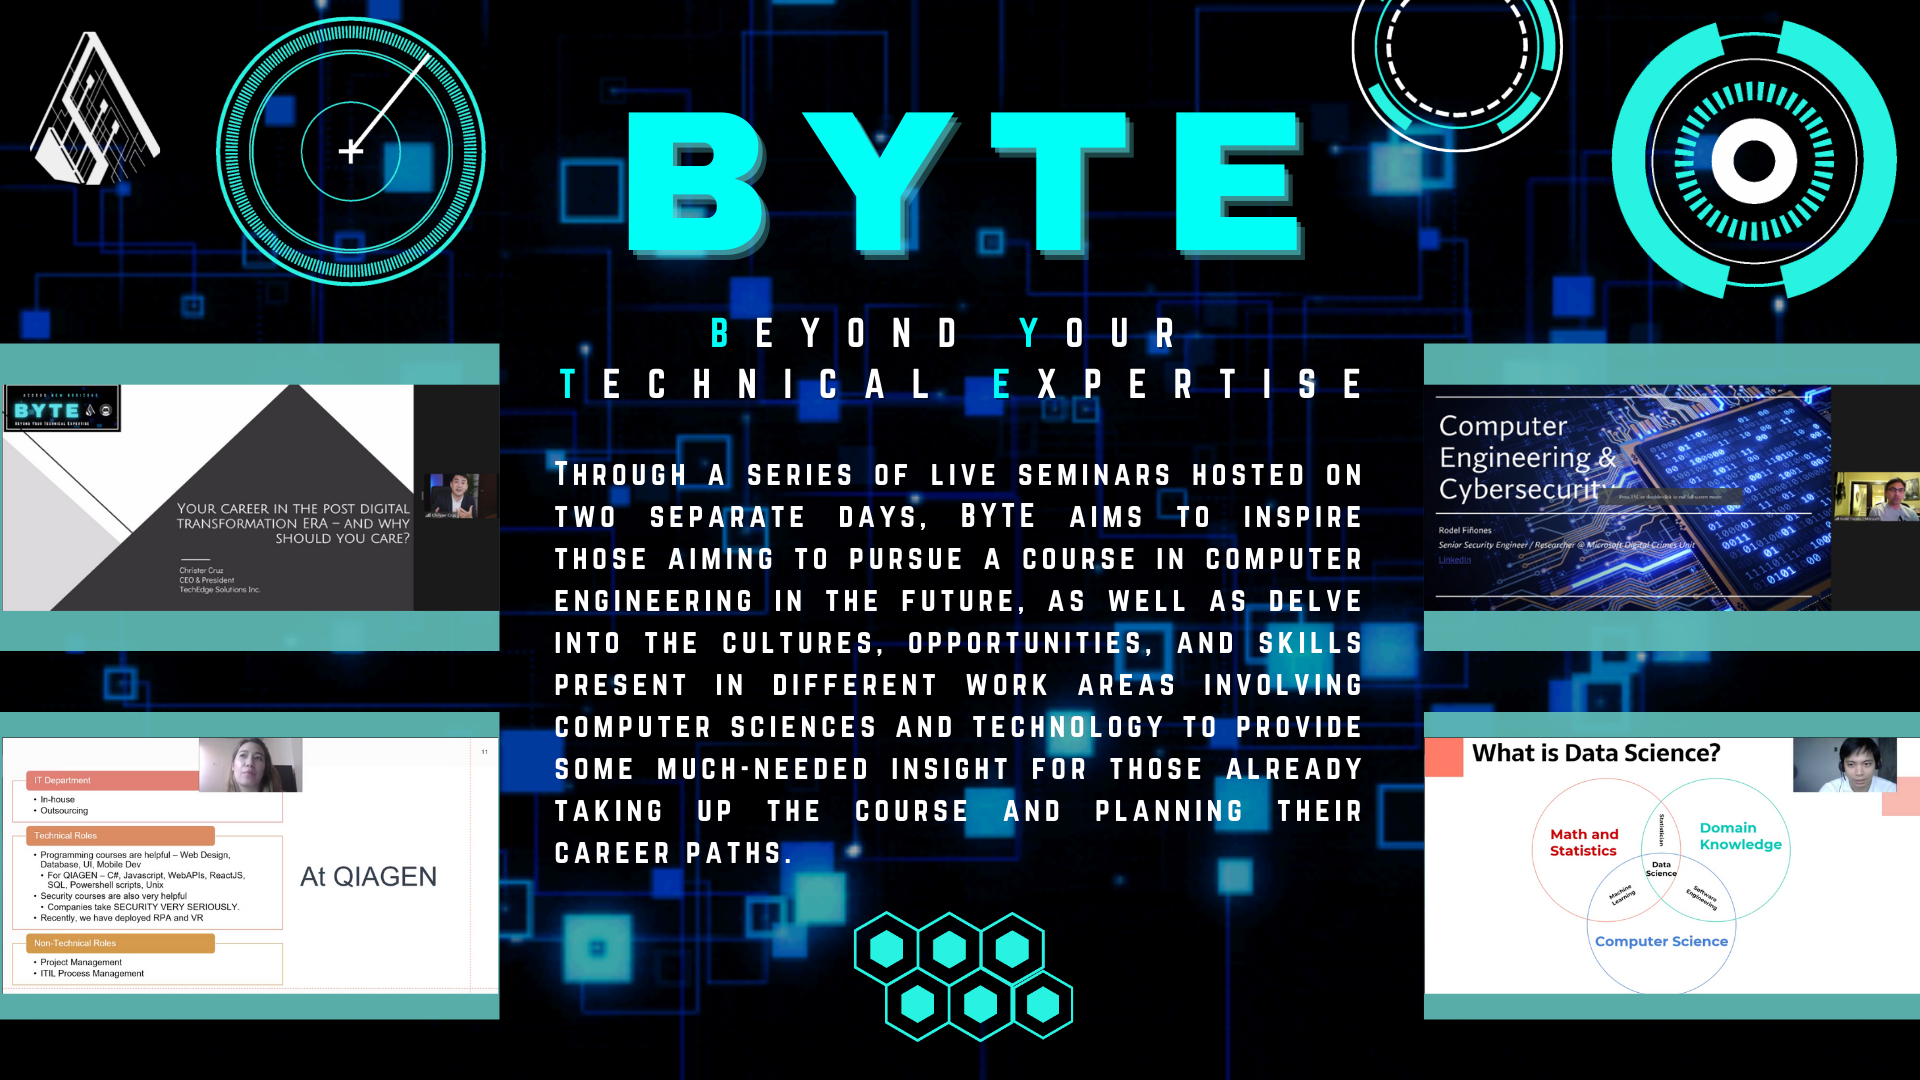 BYTE
BEYOND YOUR
TECHNICAL EXPERTISE
THROUGH A SERIES OF LIVE SEMINARS HOSTED ON
TWO SEPARATE DAYS, BYTE AIMS TO INSPIRE
THOSE AIMING TO PURSUE A COURSE IN COMPUTER
ENGINEERING IN THE FUTURE, AS WELL AS DELVE
INTO THE CULTURES, OPPORTUNITIES, AND SKILLS
PRESENT IN DIFFERENT WORK AREAS INVOLVING
COMPUTER SCIENCES AND TECHNOLOGY TO PROVIDE
SOME MUCH-NEEDED INSIGHT FOR THOSE ALREADY
TAKING UP THE COURSE AND PLANNING THEIR
CAREER PATHS.
ACCESS NEW HORIZONS
BYTE
BEYOND YOUR TECHNICAL EXPERTISE
YOUR CAREER IN THE POST DIGITAL
TRANSFORMATION ERA – AND WHY
SHOULD YOU CARE?
Christer Cruz
CEO & President
TechEdge Solutions Inc.
11
IT Department
• In-house
• Outsourcing
Technical Roles
• Programming courses are helpful – Web Design,
Database, UI, Mobile Dev
• For QIAGEN – C#, Javascript, WebAPIs, ReactJS,
SQL, Powershell scripts, Unix
• Security courses are also very helpful
• Companies take SECURITY VERY SERIOUSLY.
• Recently, we have deployed RPA and VR
Non-Technical Roles
• Project Management
• ITIL Process Management
At QIAGEN
Computer
Engineering &
Cybersecurity
Rodel Fiñones
Senior Security Engineer / Researcher @ Microsoft Digital Crimes Unit
LinkedIn
What is Data Science?
Math and
Statistics
Statistician
Domain
Knowledge
Data
Science
Machine
Learning
Software
Engineering
Computer Science